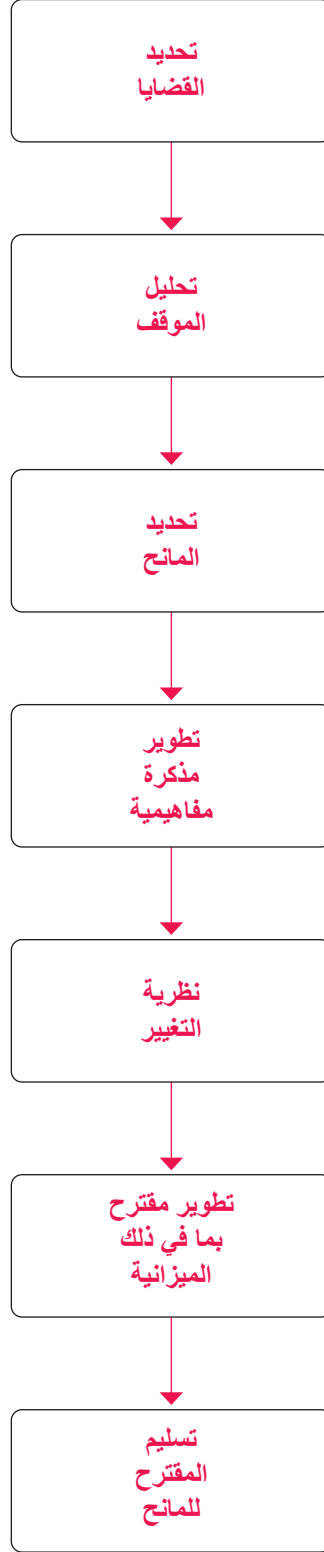 تحديد
القضايا
تحليل
الموقف
تحديد
المانح
تطوير
مذكرة
مفاهيمية
نظرية
التغيير
تطوير مقترح
بما في ذلك
الميزانية
تسليم
المقترح
للمانح